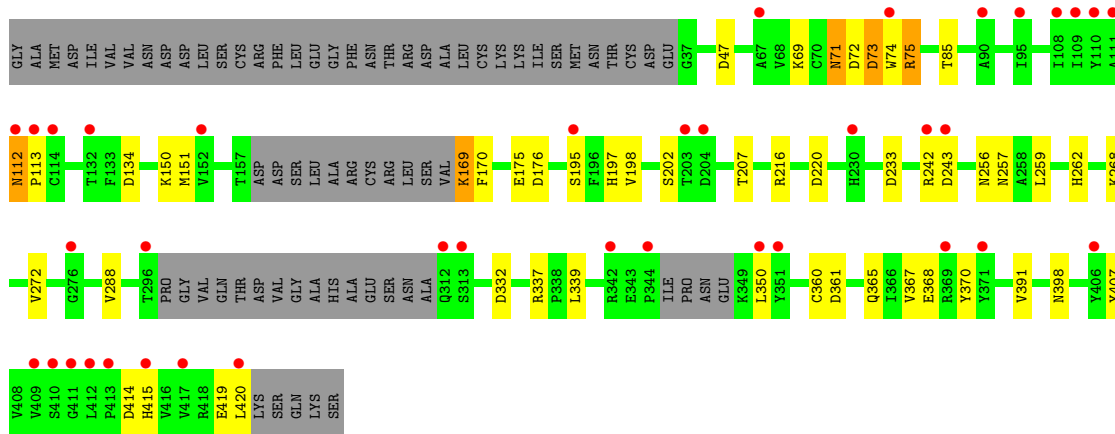 GLY ALA MET ASP ILE VAL VAL ASN ASP ASP LEU SER CYS ARG PHE LEU GLU GLY PHE ASN THR ARG ASP ALA LEU CYS LYS LYS ILE SER MET ASN THR CYS ASP GLU G37 D47 A67 V68 K69 C70 N71 D72 D73 W74 R75 T85 A90 I95 I108 I109 Y110 A111
N112 P113 C114 T132 F133 D134 K150 M151 V152 T157 ASP ASP SER LEU ALA ARG CYS ARG LEU SER VAL K169 F170 E175 D176 S195 F196 H197 V198 S202 T203 D204 T207 R216 D220 H230 D233 R242 D243 N256 N257 A258 L259 H262 K268
V272 G276 V288 T296 PRO GLY VAL GLN THR ASP VAL GLY ALA HIS ALA GLU SER ASN ALA Q312 S313 D332 R337 P338 L339 R342 E343 P344 ILE PRO ASN GLU K349 L350 Y351 C360 D361 Q365 I366 V367 E368 R369 Y370 Y371 V391 N398 Y406 Y407
V408 V409 S410 G411 L412 P413 D414 H415 V416 V417 R418 E419 L420 LYS SER GLN LYS SER